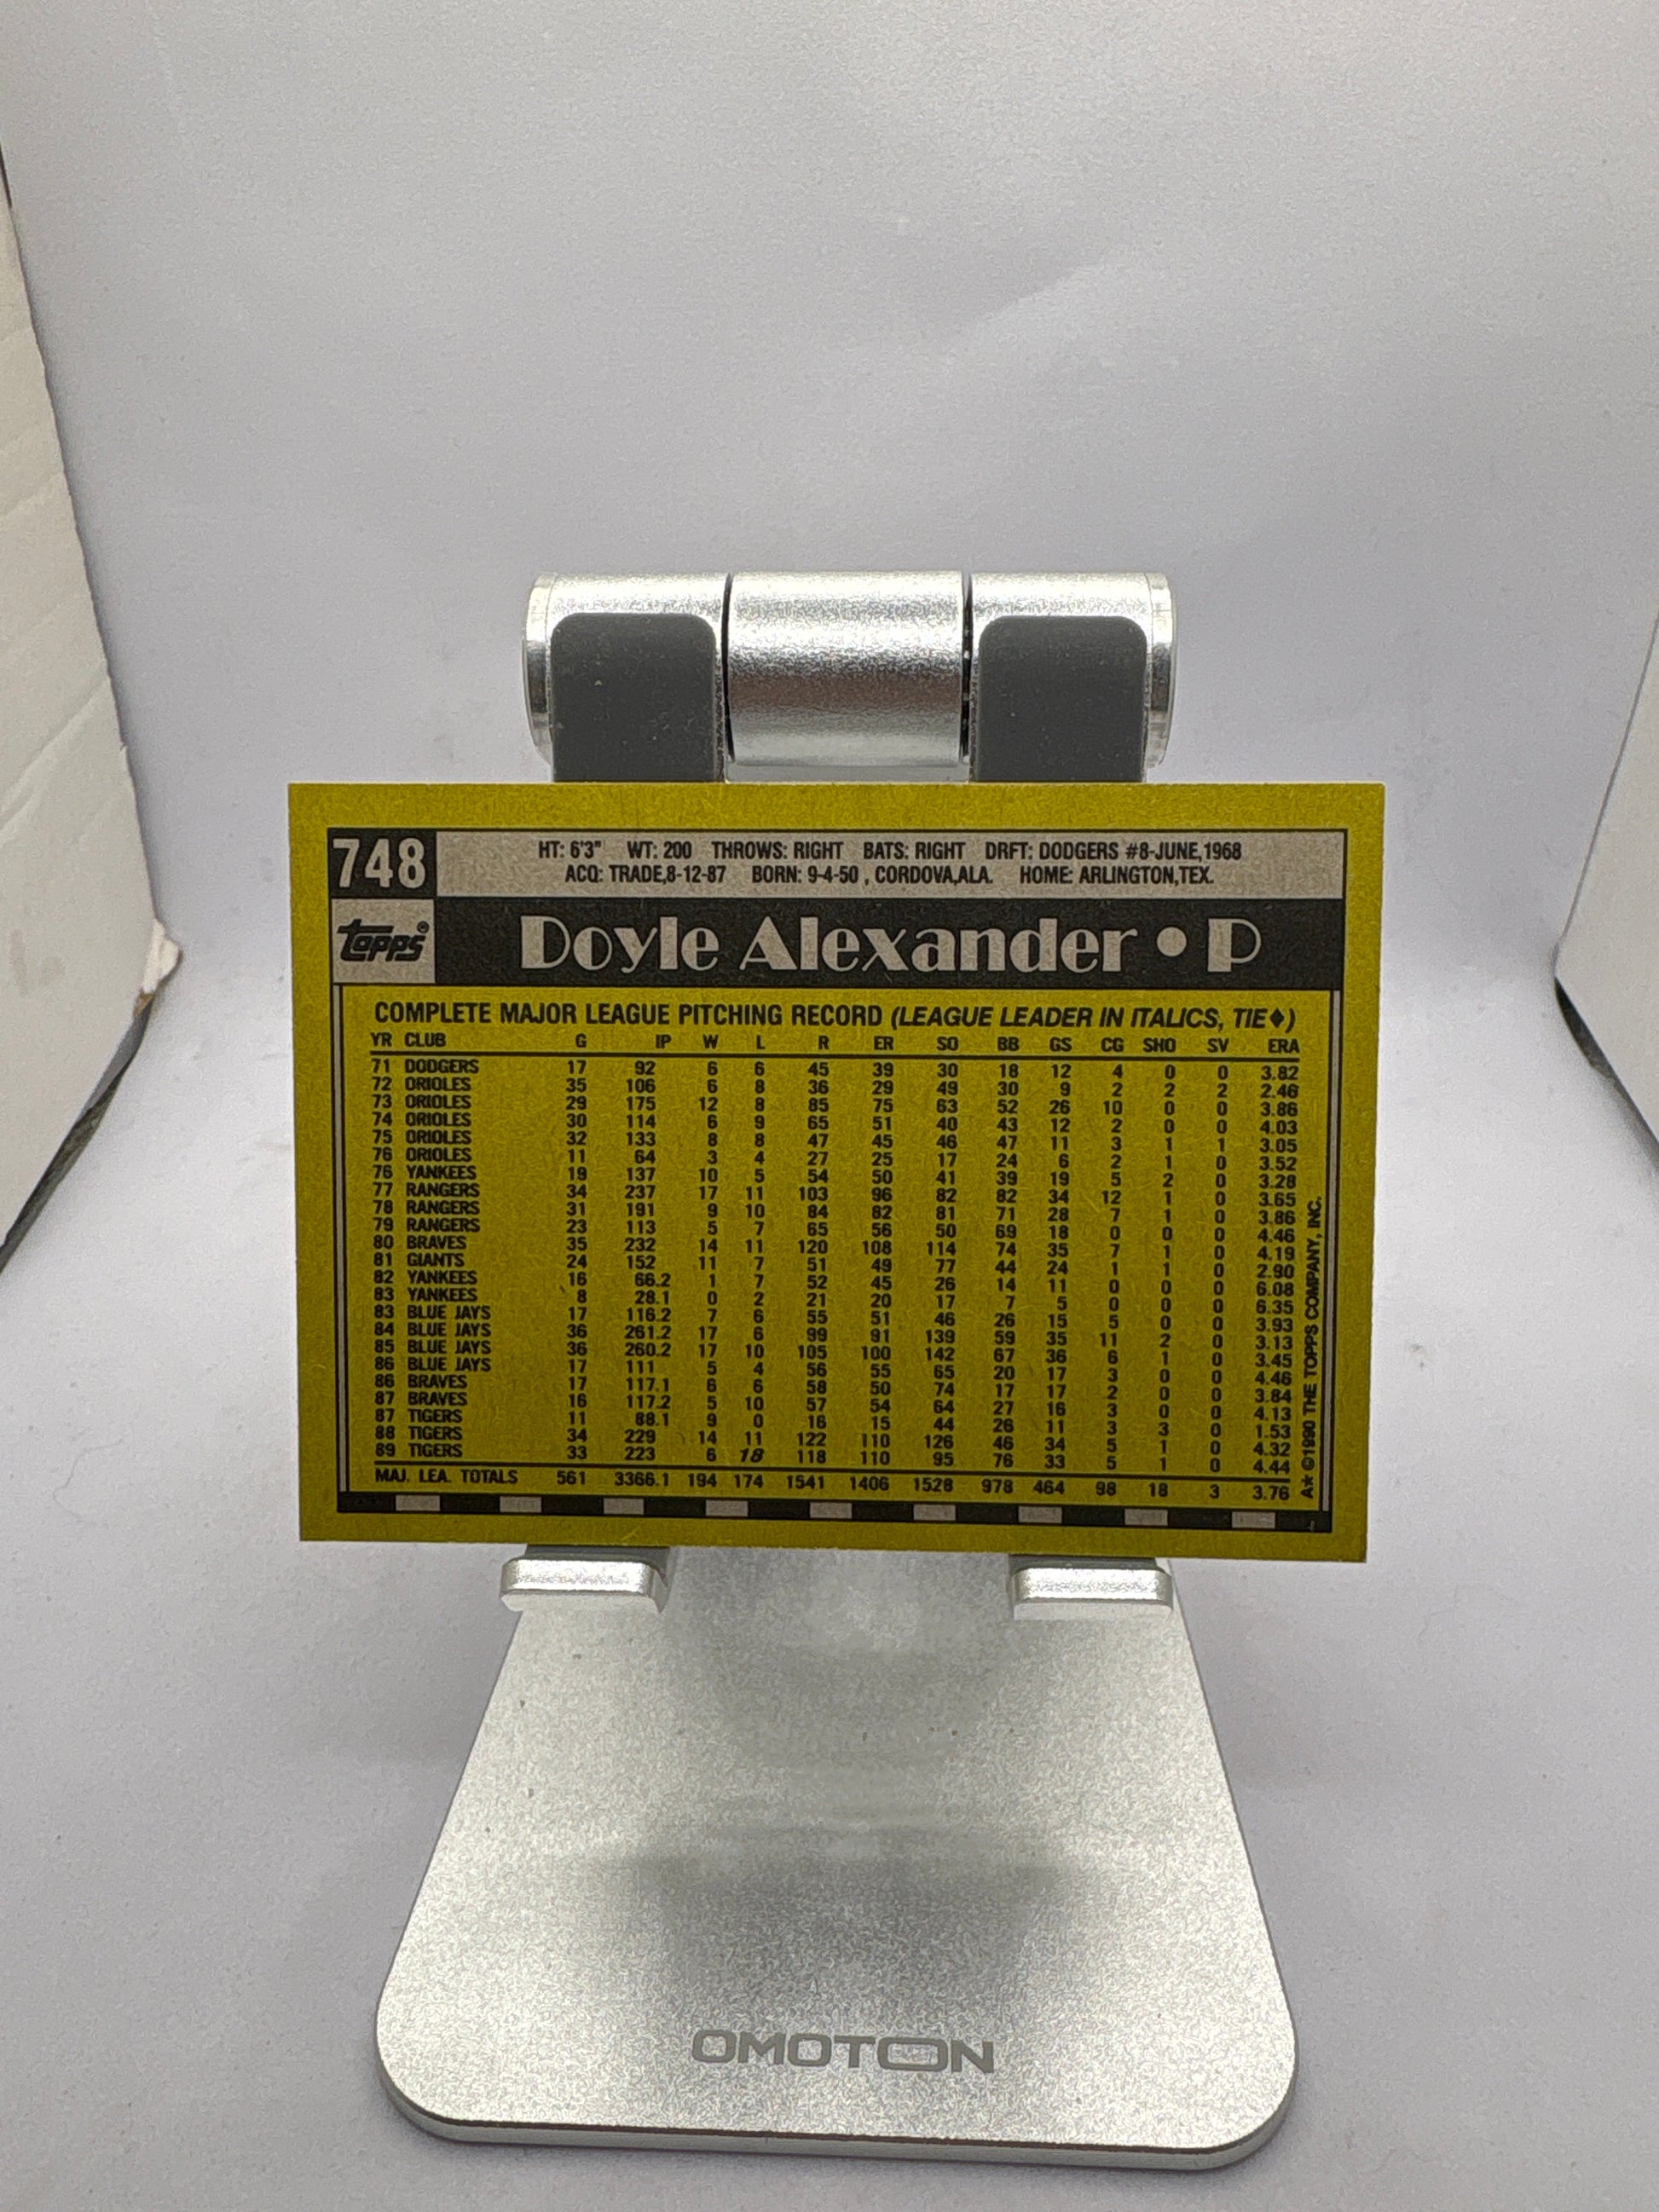 748
HT: 6'3" WT: 200 THROWS: RIGHT BATS: RIGHT DRFT: DODGERS #8-JUNE,1968
ACQ: TRADE,8-12-87 BORN: 9-4-50 , CORDOVA,ALA. HOME: ARLINGTON,TEX.
topps®
Doyle Alexander • P
COMPLETE MAJOR LEAGUE PITCHING RECORD (LEAGUE LEADER IN ITALICS, TIE♦)
YR CLUB G IP W L R ER SO BB GS CG SHO SV ERA
71 DODGERS 17 92 6 6 45 39 30 18 12 4 0 0 3.82
72 ORIOLES 35 106 6 8 36 29 49 30 9 2 2 2 2.46
73 ORIOLES 29 175 12 8 85 75 63 52 26 10 0 0 3.86
74 ORIOLES 30 114 6 9 65 51 40 43 12 2 0 0 4.03
75 ORIOLES 32 133 8 8 47 45 46 47 11 3 1 1 3.05
76 ORIOLES 11 64 3 4 27 25 17 24 6 2 1 0 3.52
76 YANKEES 19 137 10 5 54 50 41 39 19 5 2 0 3.28
77 RANGERS 34 237 17 11 103 96 82 82 34 12 1 0 3.65
78 RANGERS 31 191 9 10 84 82 81 71 28 7 1 0 3.86
79 RANGERS 23 113 5 7 65 56 50 69 18 0 0 0 4.46
80 BRAVES 35 232 14 11 120 108 114 74 35 7 1 0 4.19
81 GIANTS 24 152 11 7 51 49 77 44 24 1 1 0 2.90
82 YANKEES 16 66.2 1 7 52 45 26 14 11 0 0 0 6.08
83 YANKEES 8 28.1 0 2 21 20 17 7 5 0 0 0 6.35
83 BLUE JAYS 17 116.2 7 6 55 51 46 26 15 5 0 0 3.93
84 BLUE JAYS 36 261.2 17 6 99 91 139 59 35 11 2 0 3.13
85 BLUE JAYS 36 260.2 17 10 105 100 142 67 36 6 1 0 3.45
86 BLUE JAYS 17 111 5 4 56 55 65 20 17 3 0 0 4.46
86 BRAVES 17 117.1 6 6 58 50 74 17 17 2 0 0 3.84
87 BRAVES 16 117.2 5 10 57 54 64 27 16 3 0 0 4.13
87 TIGERS 11 88.1 9 0 16 15 44 26 11 3 3 0 1.53
88 TIGERS 34 229 14 11 122 110 126 46 34 5 1 0 4.32
89 TIGERS 33 223 6 18 118 110 95 76 33 5 1 0 4.44
MAJ. LEA. TOTALS 561 3366.1 194 174 1541 1406 1528 978 464 98 18 3 3.76
A★ ©1990 THE TOPPS COMPANY, INC.
OMOTON